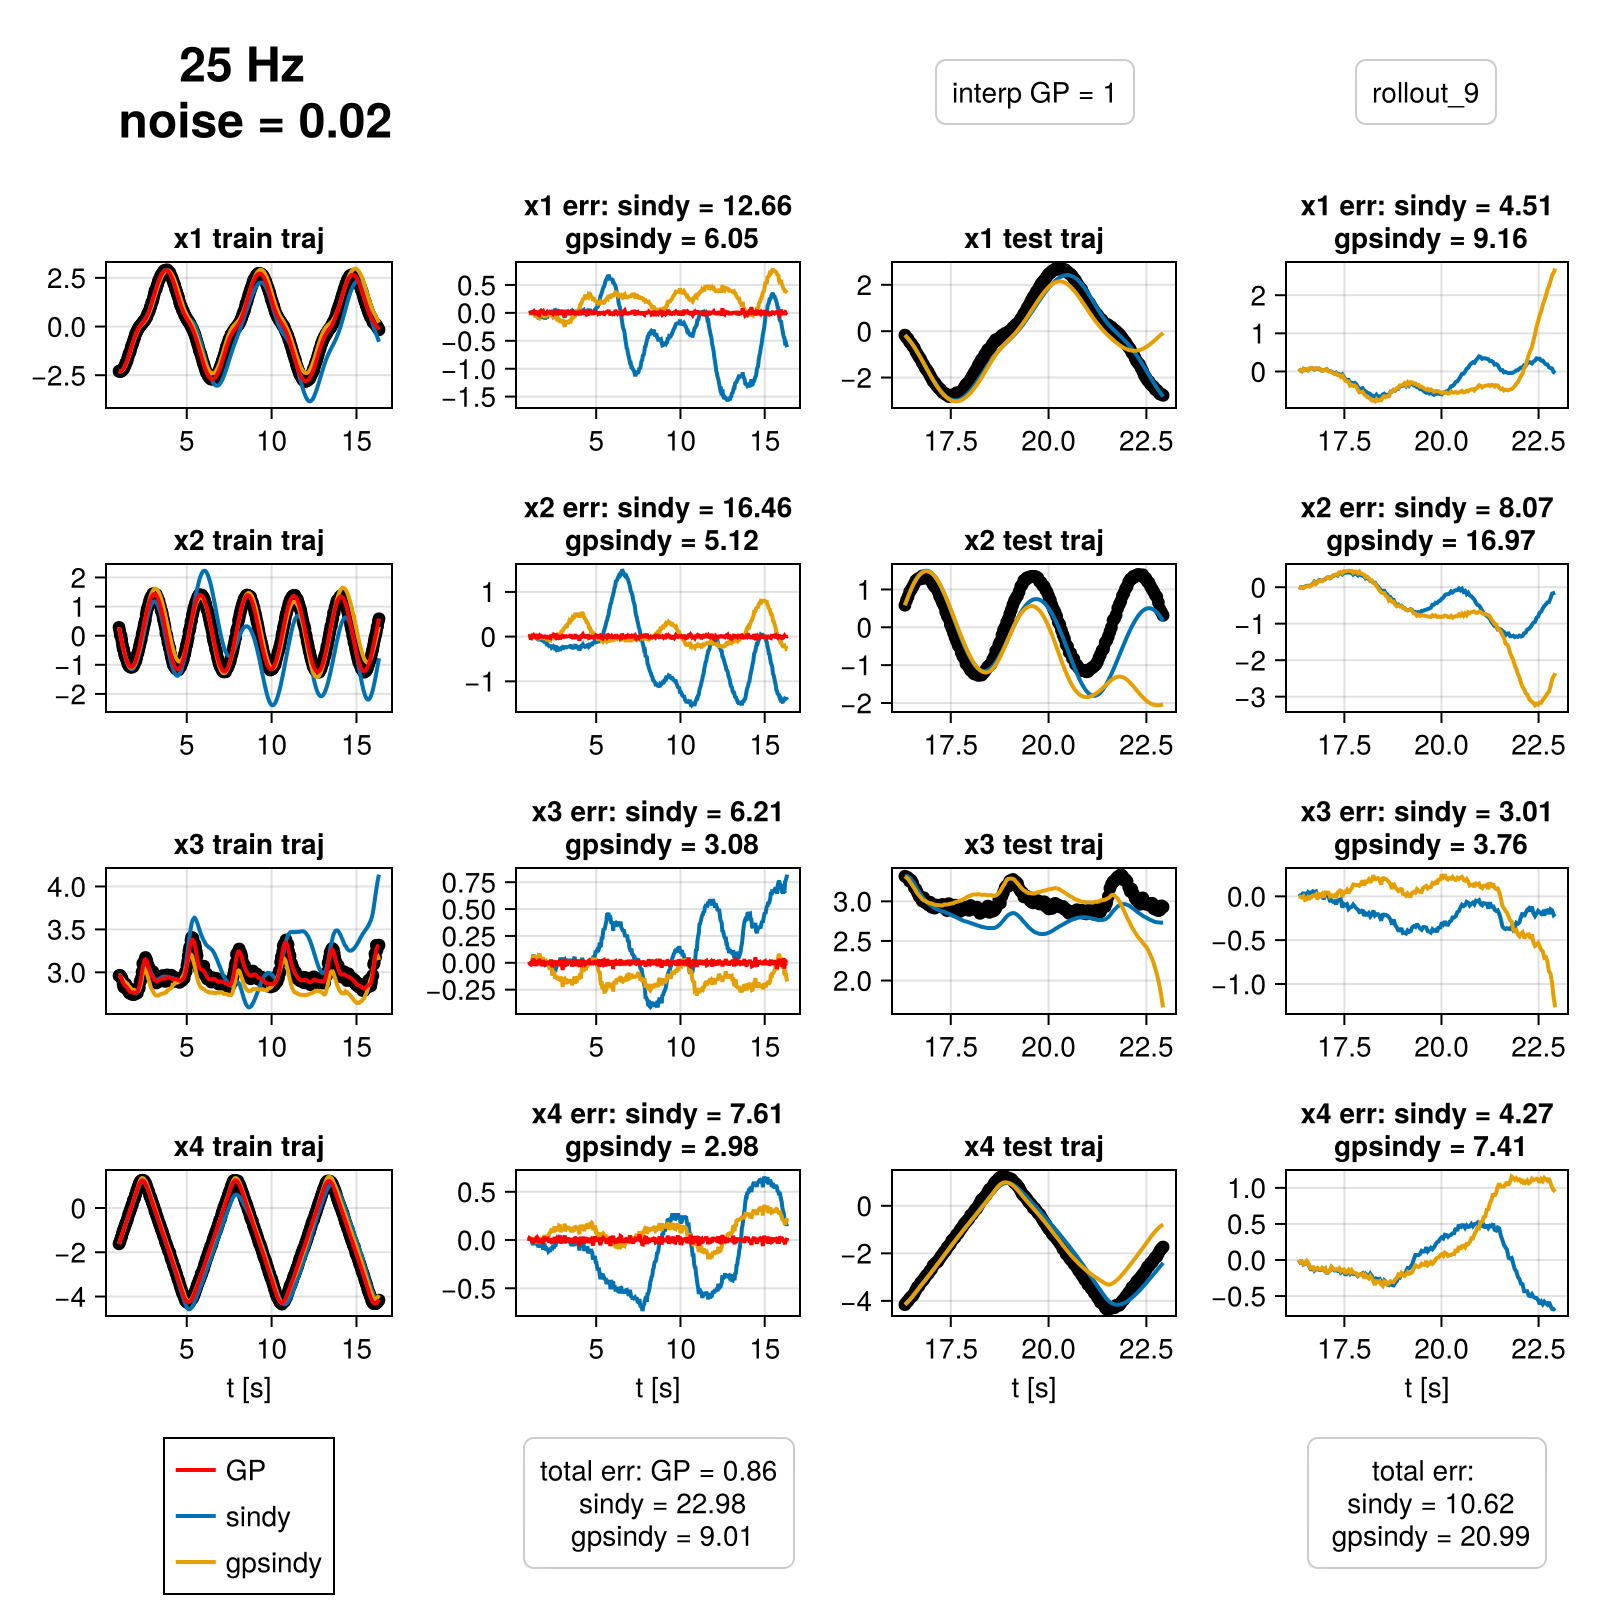 25 Hz
noise = 0.02
interp GP = 1
rollout_9
x1 train traj
2.5
0.0
−2.5
5
10
15
x1 err: sindy = 12.66
gpsindy = 6.05
0.5
0.0
−0.5
−1.0
−1.5
5
10
15
x1 test traj
2
0
−2
17.5
20.0
22.5
x1 err: sindy = 4.51
gpsindy = 9.16
2
1
0
17.5
20.0
22.5
x2 train traj
2
1
0
−1
−2
5
10
15
x2 err: sindy = 16.46
gpsindy = 5.12
1
0
−1
5
10
15
x2 test traj
1
0
−1
−2
17.5
20.0
22.5
x2 err: sindy = 8.07
gpsindy = 16.97
0
−1
−2
−3
17.5
20.0
22.5
x3 train traj
4.0
3.5
3.0
5
10
15
x3 err: sindy = 6.21
gpsindy = 3.08
0.75
0.50
0.25
0.00
−0.25
5
10
15
x3 test traj
3.0
2.5
2.0
17.5
20.0
22.5
x3 err: sindy = 3.01
gpsindy = 3.76
0.0
−0.5
−1.0
17.5
20.0
22.5
x4 train traj
0
−2
−4
5
10
15
t [s]
x4 err: sindy = 7.61
gpsindy = 2.98
0.5
0.0
−0.5
5
10
15
t [s]
x4 test traj
0
−2
−4
17.5
20.0
22.5
t [s]
x4 err: sindy = 4.27
gpsindy = 7.41
1.0
0.5
0.0
−0.5
17.5
20.0
22.5
t [s]
GP
sindy
gpsindy
total err: GP = 0.86
sindy = 22.98
gpsindy = 9.01
total err:
sindy = 10.62
gpsindy = 20.99